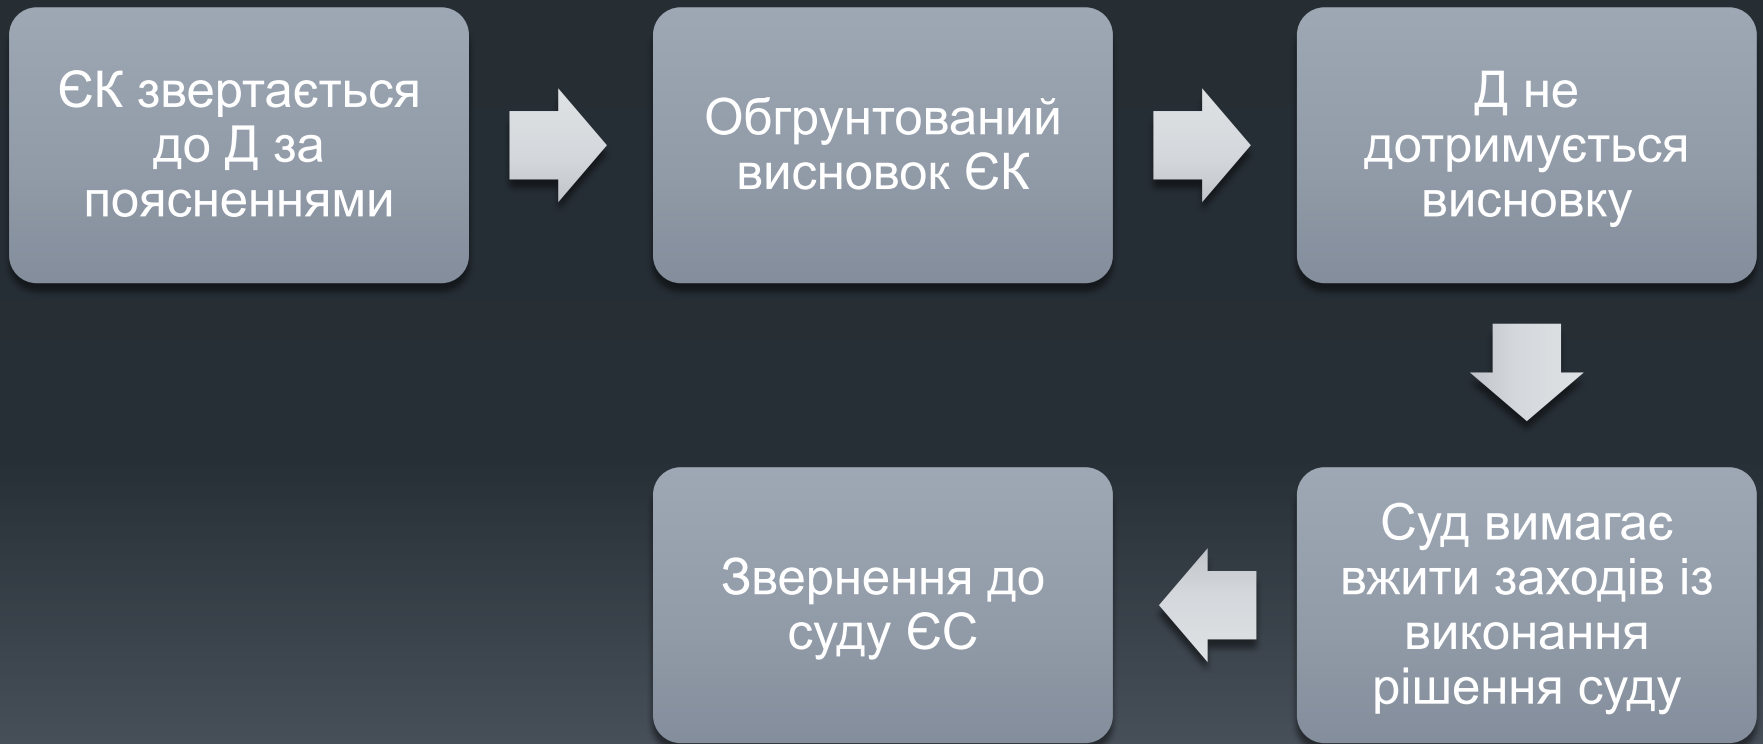 ЄК звертається
до Д за
поясненнями
Обгрунтований
висновок ЄК
Д не
дотримується
висновку
Суд вимагає
вжити заходів із
виконання
рішення суду
Звернення до
суду ЄС